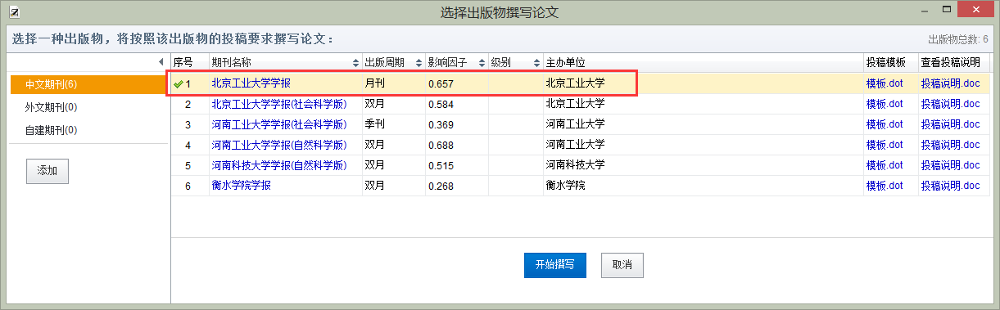 选择出版物撰写论文
选择一种出版物，将按照该出版物的投稿要求撰写论文： 出版物总数: 6
序号 期刊名称 出版周期 影响因子 级别 主办单位 投稿模板 查看投稿说明
中文期刊(6)
外文期刊(0)
自建期刊(0)
添加
1 北京工业大学学报 月刊 0.657 北京工业大学 模板.dot 投稿说明.doc
2 北京工业大学学报(社会科学版) 双月 0.584 北京工业大学 模板.dot 投稿说明.doc
3 河南工业大学学报(社会科学版) 季刊 0.369 河南工业大学 模板.dot 投稿说明.doc
4 河南工业大学学报(自然科学版) 双月 0.688 河南工业大学 模板.dot 投稿说明.doc
5 河南科技大学学报(自然科学版) 双月 0.515 河南科技大学 模板.dot 投稿说明.doc
6 衡水学院学报 双月 0.268 衡水学院 模板.dot 投稿说明.doc
开始撰写 取消